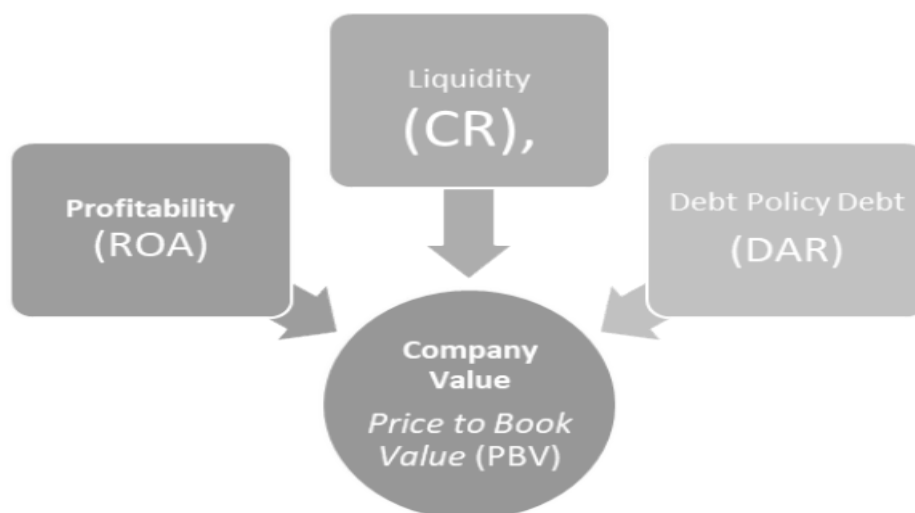 Liquidity
(CR),
Profitability
(ROA)
Debt Policy Debt
(DAR)
Company
Value
Price to Book
Value (PBV)